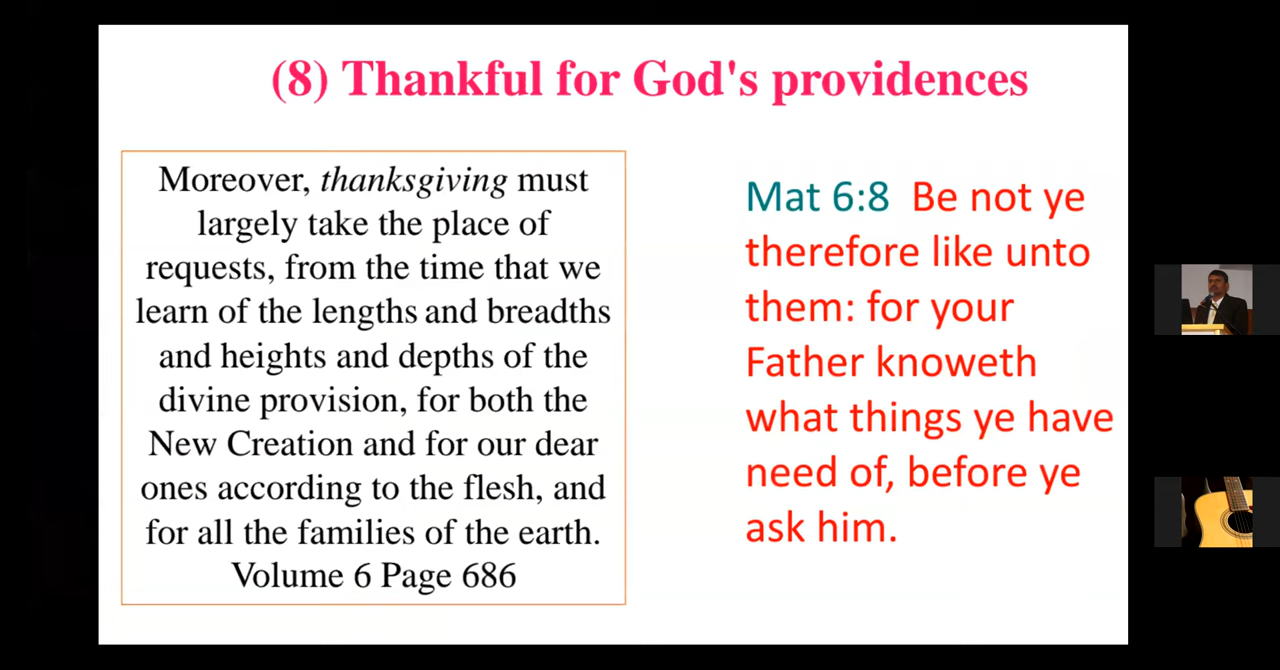 (8) Thankful for God's providences
Moreover, thanksgiving must
largely take the place of
requests, from the time that we
learn of the lengths and breadths
and heights and depths of the
divine provision, for both the
New Creation and for our dear
ones according to the flesh, and
for all the families of the earth.
Volume 6 Page 686
Mat 6:8 Be not ye
therefore like unto
them: for your
Father knoweth
what things ye have
need of, before ye
ask him.